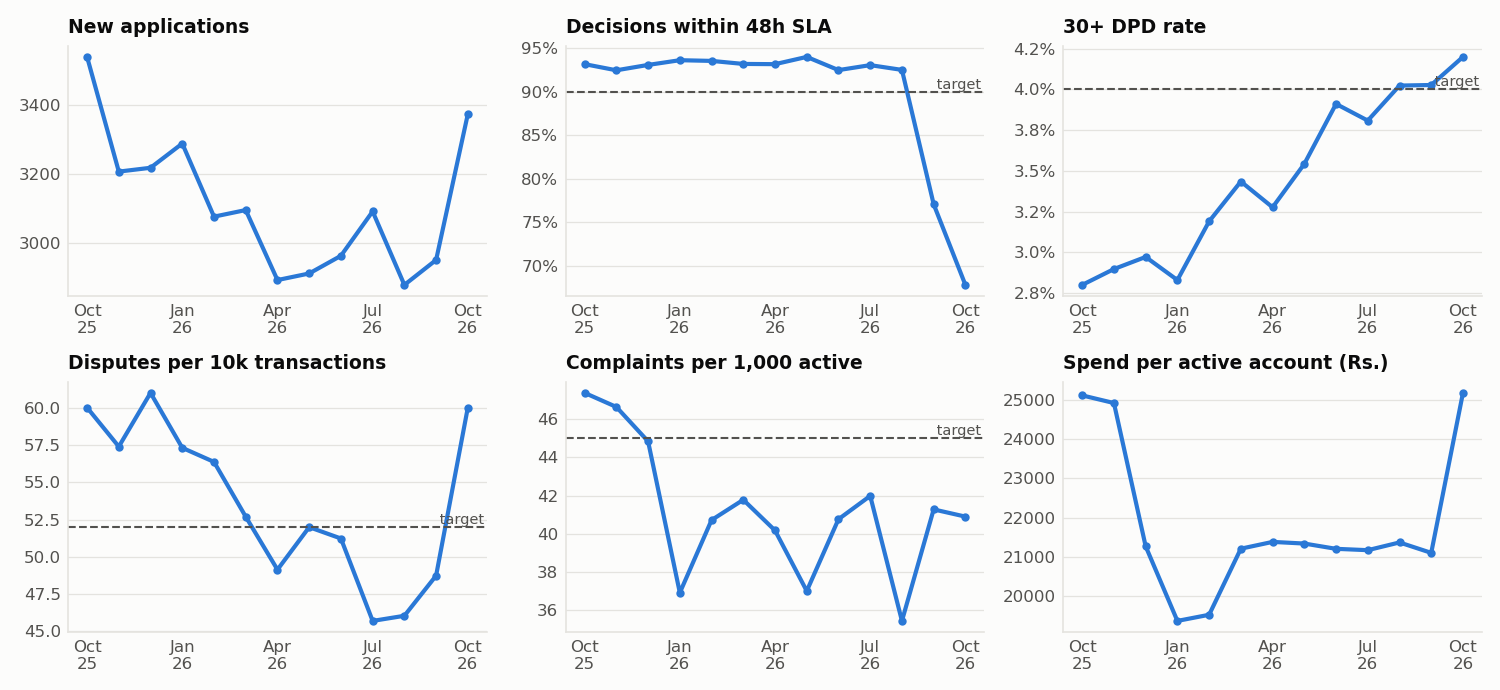 New applications
3400
3200
3000
Oct
25
Jan
26
Apr
26
Jul
26
Oct
26
Decisions within 48h SLA
95%
90%
85%
80%
75%
70%
target
Oct
25
Jan
26
Apr
26
Jul
26
Oct
26
30+ DPD rate
4.2%
4.0%
3.8%
3.5%
3.2%
3.0%
2.8%
target
Oct
25
Jan
26
Apr
26
Jul
26
Oct
26
Disputes per 10k transactions
60.0
57.5
55.0
52.5
50.0
47.5
45.0
target
Oct
25
Jan
26
Apr
26
Jul
26
Oct
26
Complaints per 1,000 active
46
44
42
40
38
36
target
Oct
25
Jan
26
Apr
26
Jul
26
Oct
26
Spend per active account (Rs.)
25000
24000
23000
22000
21000
20000
Oct
25
Jan
26
Apr
26
Jul
26
Oct
26